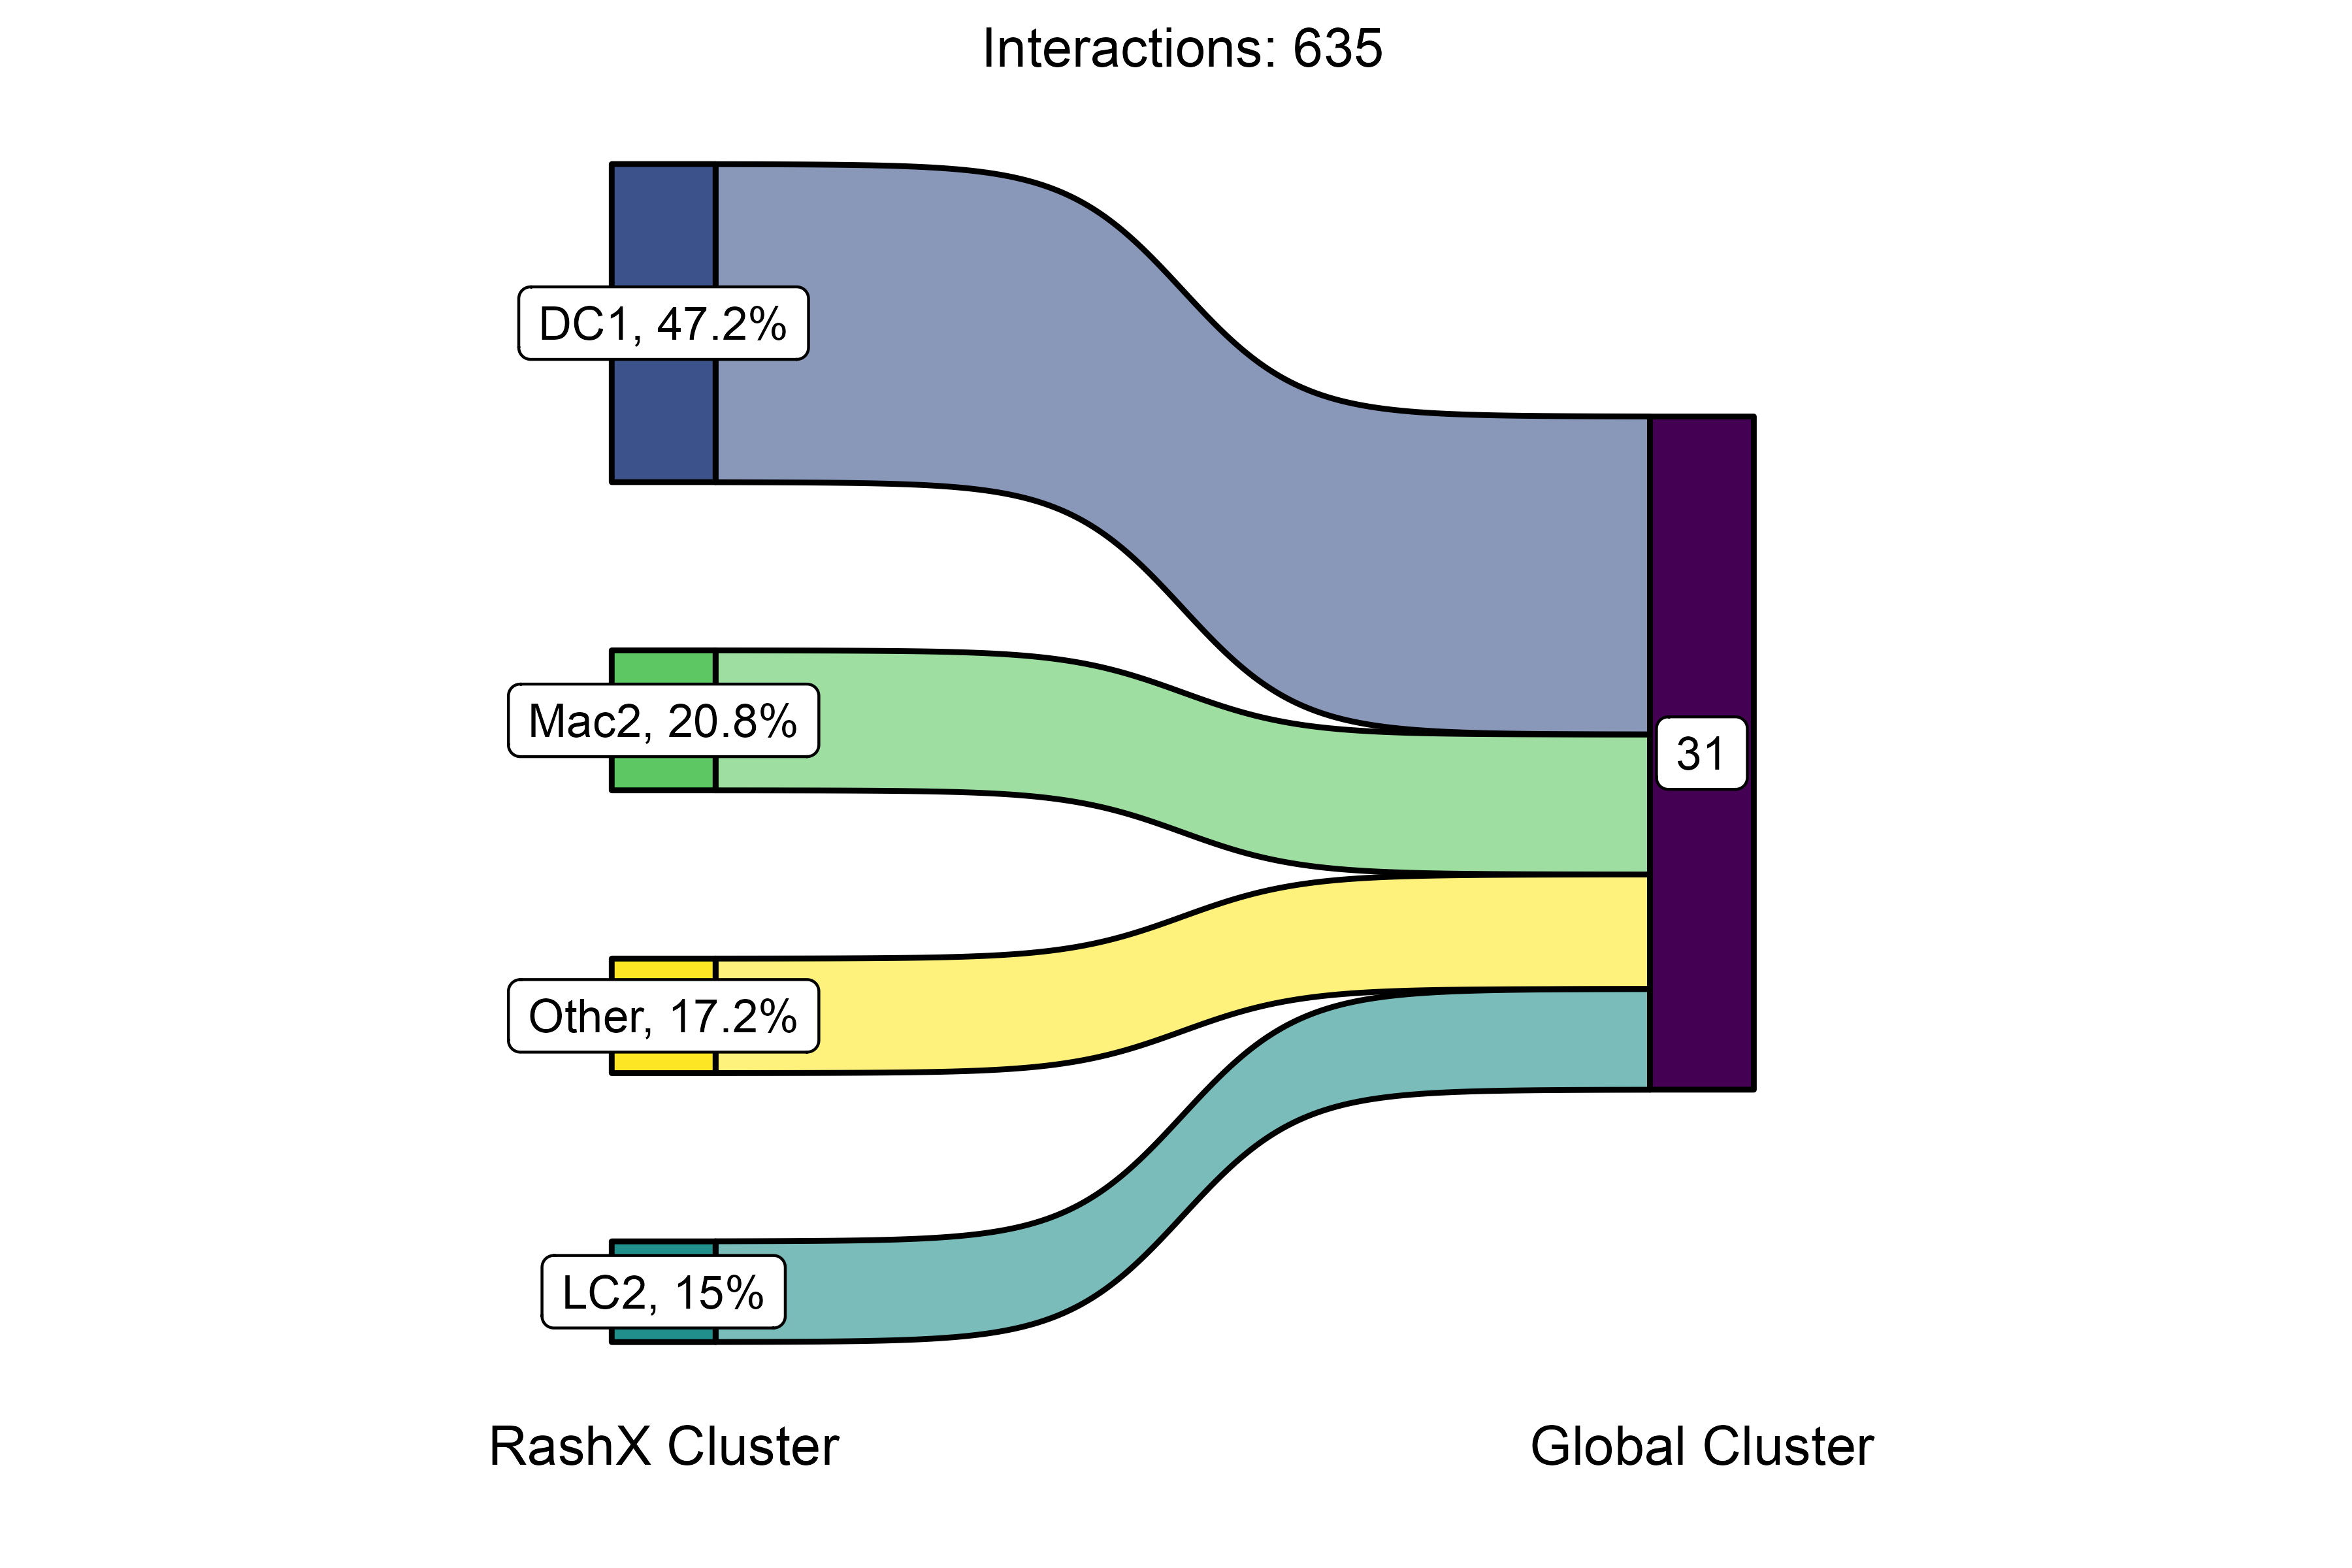 Interactions: 635
DC1, 47.2%
Mac2, 20.8%
31
Other, 17.2%
LC2, 15%
RashX Cluster
Global Cluster